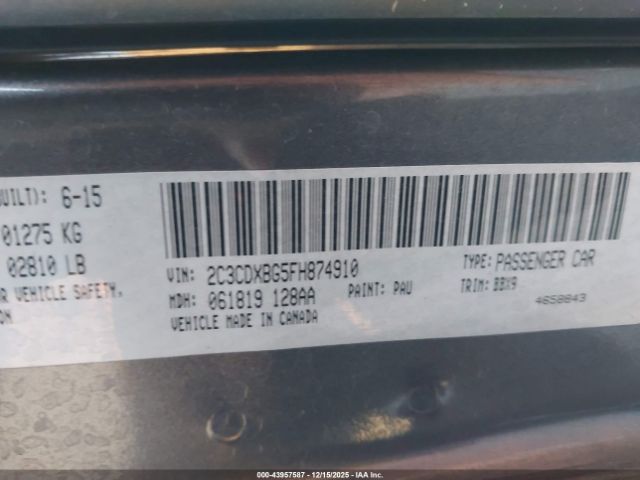 UILT): 6-15
01275 KG
02810 LB
R VEHICLE SAFETY,
ON
VIN: 2C3CDXBG5FH874910
TYPE: PASSENGER CAR
MDH: 061819 128AA
PAINT: PAU
TRIM: BBX9
VEHICLE MADE IN CANADA
4658843
000-43957587 - 12/15/2025 - IAA Inc.